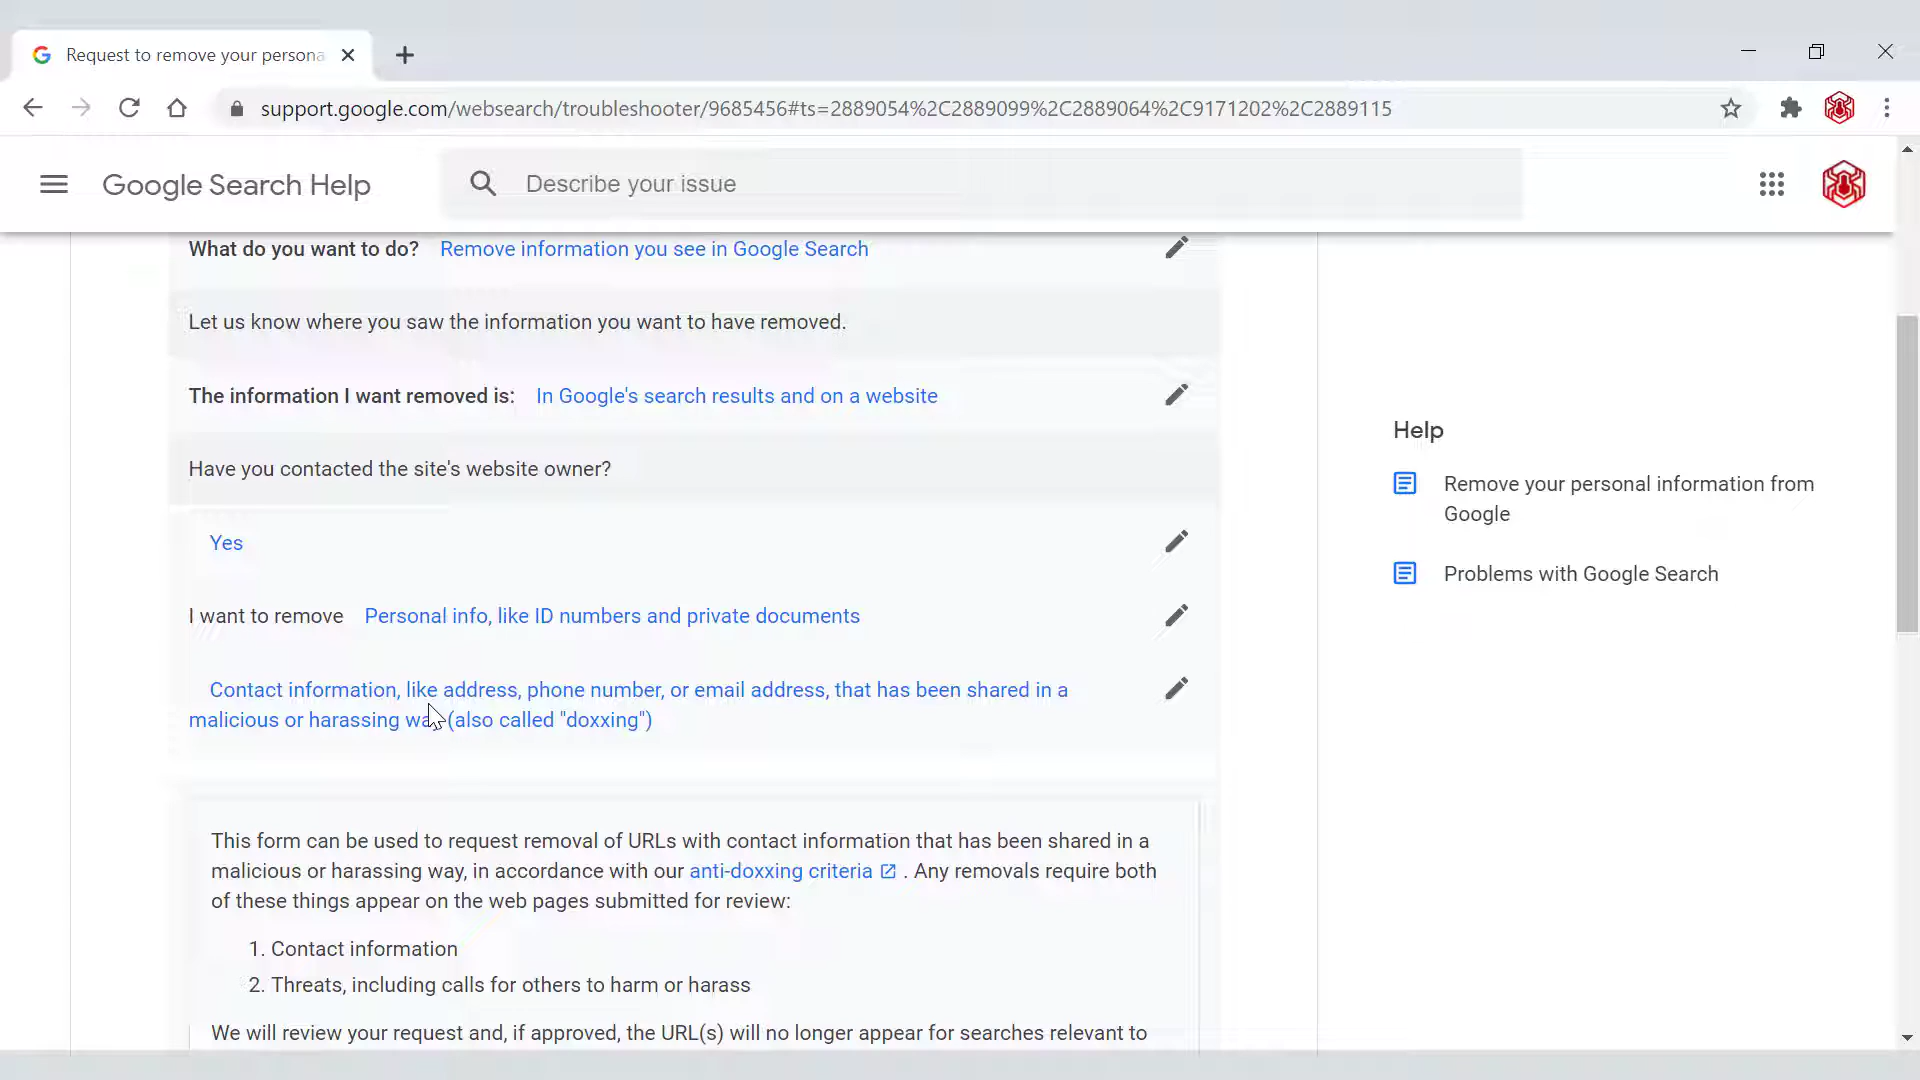 Request to remove your persona
support.google.com/websearch/troubleshooter/9685456#ts=2889054%2C2889099%2C2889064%2C9171202%2C2889115
Google Search Help
Describe your issue
What do you want to do? Remove information you see in Google Search
Let us know where you saw the information you want to have removed.
The information I want removed is: In Google's search results and on a website
Have you contacted the site's website owner?
Yes
I want to remove Personal info, like ID numbers and private documents
Contact information, like address, phone number, or email address, that has been shared in a
malicious or harassing way (also called "doxxing")
This form can be used to request removal of URLs with contact information that has been shared in a
malicious or harassing way, in accordance with our anti-doxxing criteria . Any removals require both
of these things appear on the web pages submitted for review:
1. Contact information
2. Threats, including calls for others to harm or harass
We will review your request and, if approved, the URL(s) will no longer appear for searches relevant to
Help
Remove your personal information from
Google
Problems with Google Search